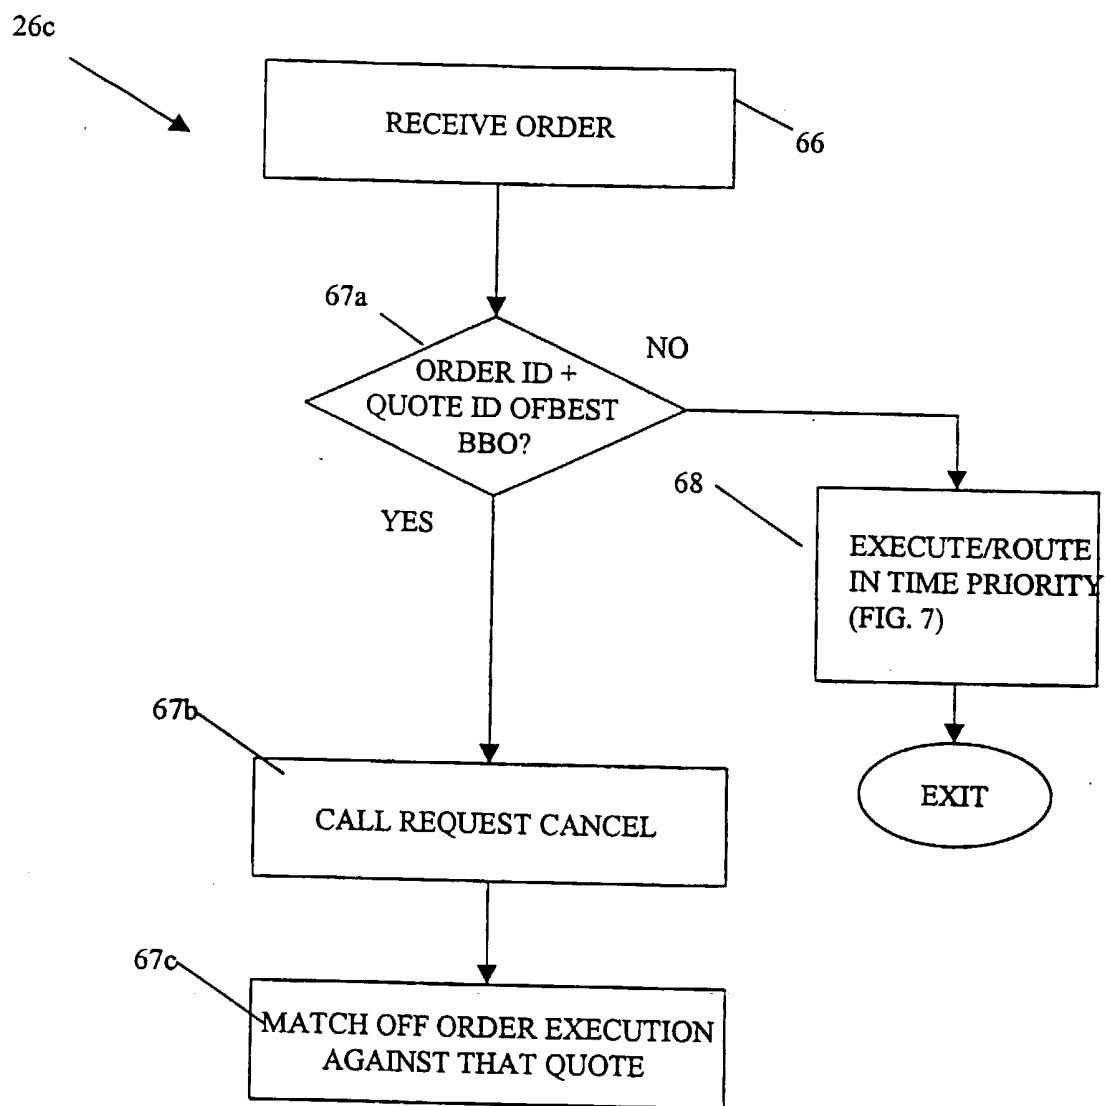 26c
RECEIVE ORDER
66
67a
NO
ORDER ID +
QUOTE ID OFBEST
BBO?
YES
68
EXECUTE/ROUTE
IN TIME PRIORITY
(FIG. 7)
67b
CALL REQUEST CANCEL
EXIT
67c
MATCH OFF ORDER EXECUTION
AGAINST THAT QUOTE